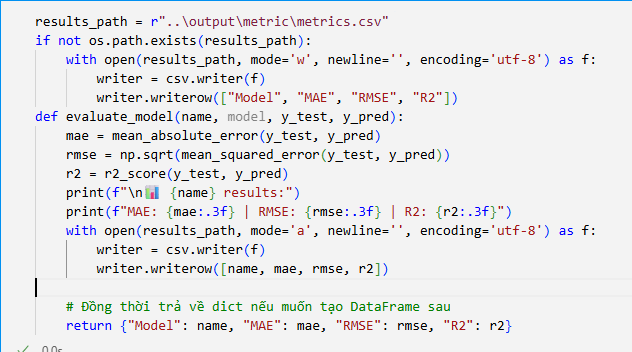 results_path = r"..\output\metric\metrics.csv"
if not os.path.exists(results_path):
    with open(results_path, mode='w', newline='', encoding='utf-8') as f:
        writer = csv.writer(f)
        writer.writerow(["Model", "MAE", "RMSE", "R2"])
def evaluate_model(name, model, y_test, y_pred):
    mae = mean_absolute_error(y_test, y_pred)
    rmse = np.sqrt(mean_squared_error(y_test, y_pred))
    r2 = r2_score(y_test, y_pred)
    print(f"\n📊 {name} results:")
    print(f"MAE: {mae:.3f} | RMSE: {rmse:.3f} | R2: {r2:.3f}")
    with open(results_path, mode='a', newline='', encoding='utf-8') as f:
        writer = csv.writer(f)
        writer.writerow([name, mae, rmse, r2])
    # Đồng thời trả về dict nếu muốn tạo DataFrame sau
    return {"Model": name, "MAE": mae, "RMSE": rmse, "R2": r2}
0.0s